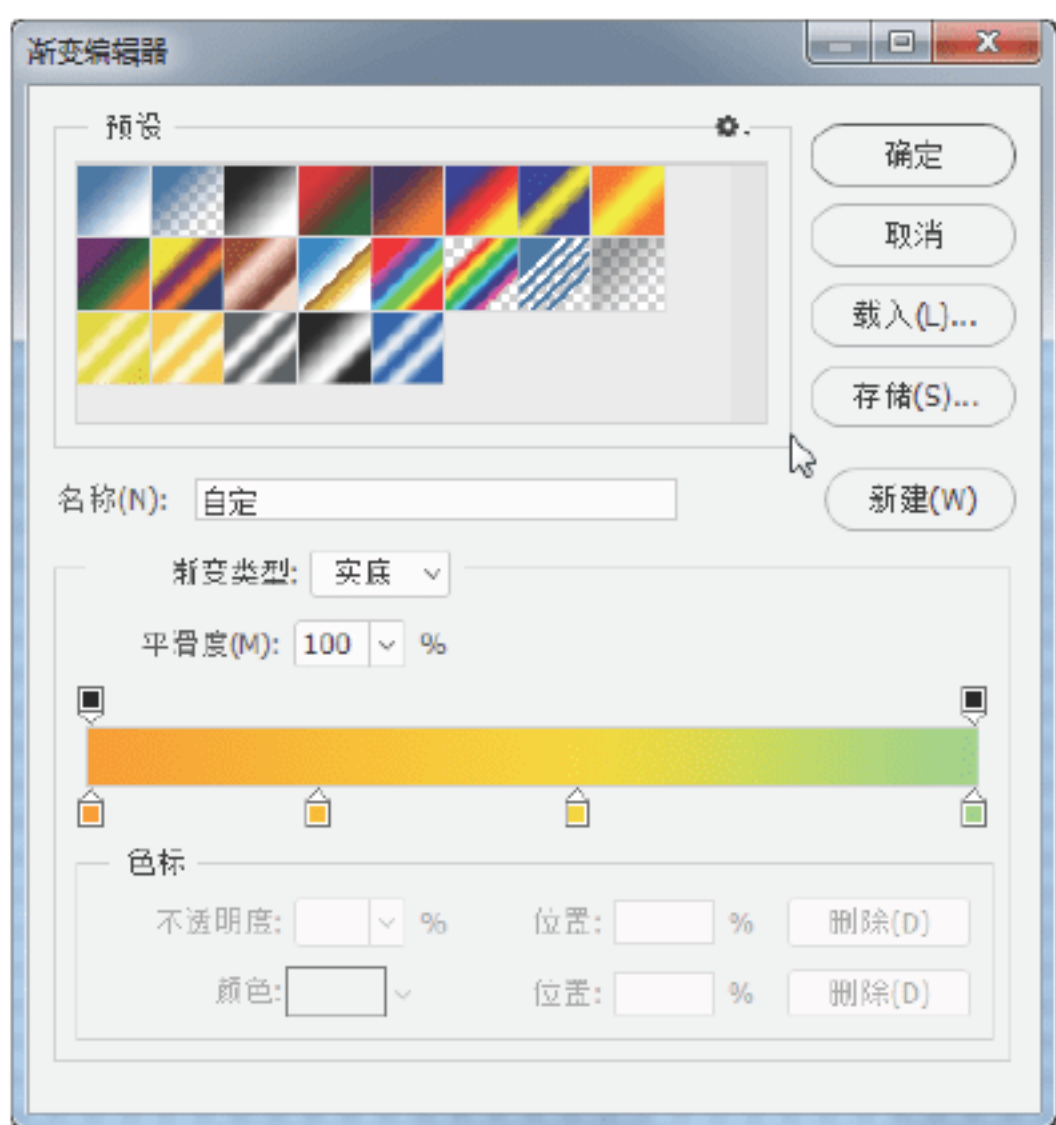 渐变编辑器
预设
确定
取消
载入(L)...
存储(S)...
名称(N): 自定
新建(W)
渐变类型: 实底
平滑度(M): 100 %
色标
不透明度: % 位置: % 删除(D)
颜色: 位置: % 删除(D)